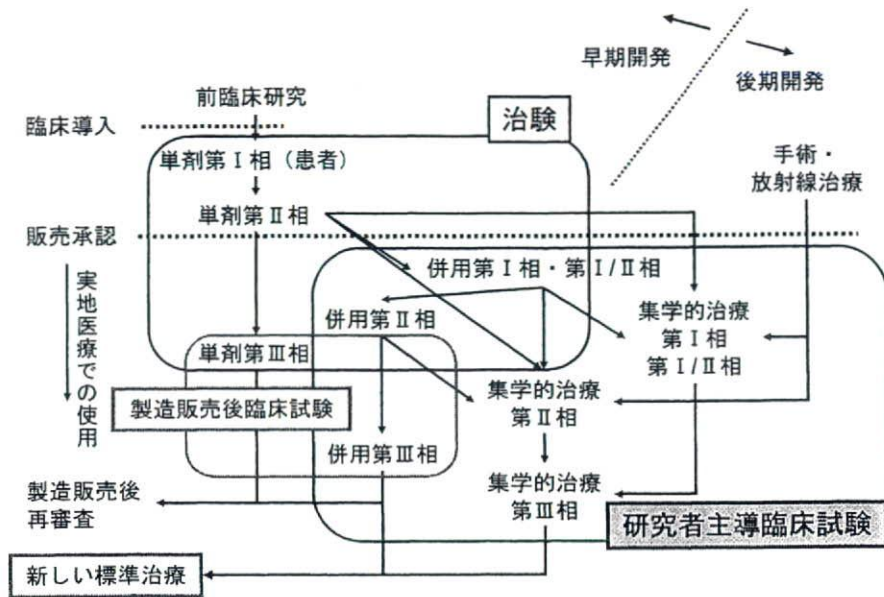 早期開発
後期開発
前臨床研究
治験
臨床導入
単剤第Ⅰ相（患者）
手術・
放射線治療
単剤第Ⅱ相
販売承認
併用第Ⅰ相・第Ⅰ/Ⅱ相
実地医療での使用
併用第Ⅱ相
集学的治療
第Ⅰ相
第Ⅰ/Ⅱ相
単剤第Ⅲ相
集学的治療
第Ⅱ相
製造販売後臨床試験
併用第Ⅲ相
集学的治療
第Ⅲ相
製造販売後
再審査
研究者主導臨床試験
新しい標準治療